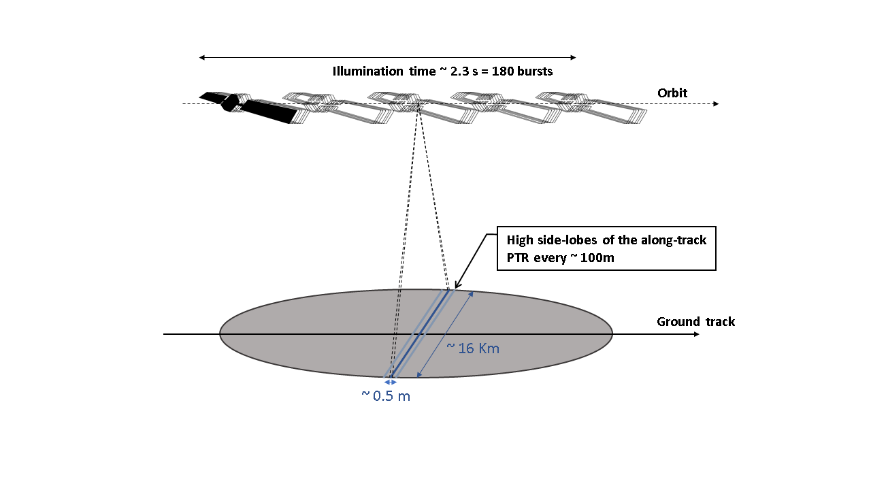 Illumination time ~ 2.3 s = 180 bursts
Orbit
High side-lobes of the along-track
PTR every ~ 100m
Ground track
~ 16 Km
~ 0.5 m